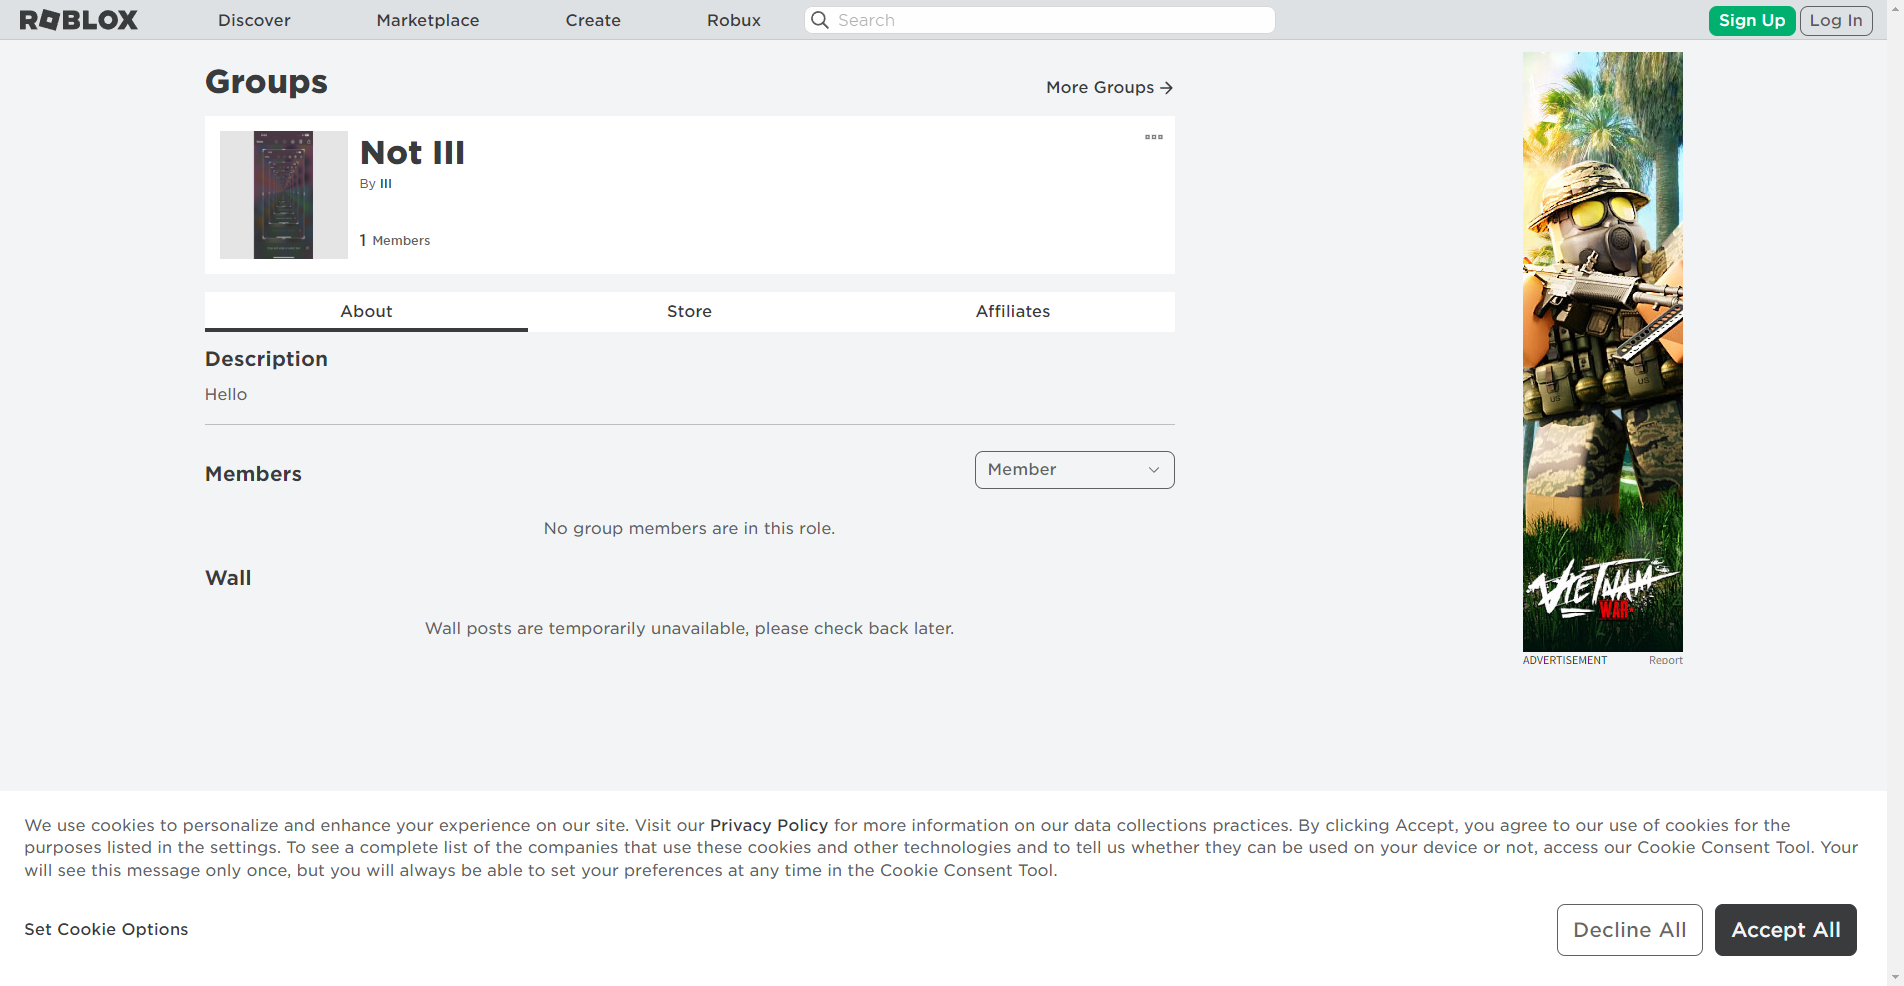 ROBLOX Discover Marketplace Create Robux Search Sign Up Log In
Groups
More Groups
Not III
By III
1 Members
About Store Affiliates
Description
Hello
Members
Member
No group members are in this role.
Wall
Wall posts are temporarily unavailable, please check back later.
US
US
VIETNAM
WAR
ADVERTISEMENT Report
We use cookies to personalize and enhance your experience on our site. Visit our Privacy Policy for more information on our data collections practices. By clicking Accept, you agree to our use of cookies for the
purposes listed in the settings. To see a complete list of the companies that use these cookies and other technologies and to tell us whether they can be used on your device or not, access our Cookie Consent Tool. Your
will see this message only once, but you will always be able to set your preferences at any time in the Cookie Consent Tool.
Set Cookie Options
Decline All
Accept All